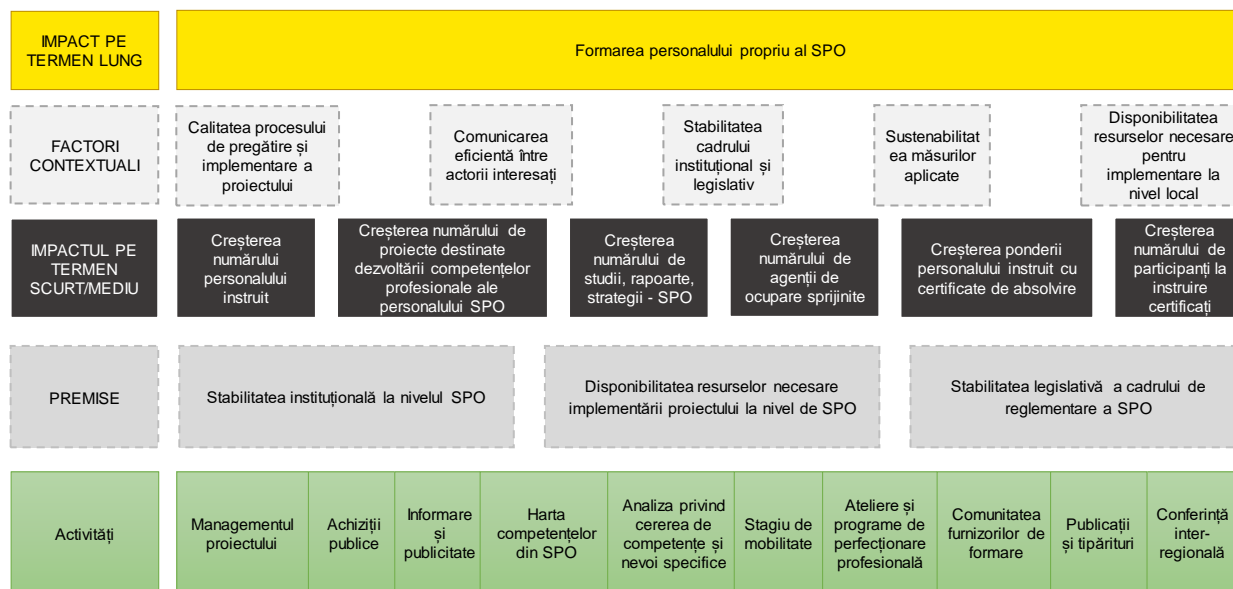 IMPACT PE
TERMEN LUNG
Formarea personalului propriu al SPO
FACTORI
CONTEXTUALI
Calitatea procesului
de pregătire și
implementare a
proiectului
Comunicarea
eficientă între
actorii interesați
Stabilitatea
cadrului
instituțional și
legislativ
Sustenabilitat
ea măsurilor
aplicate
Disponibilitatea
resurselor necesare
pentru
implementare la
nivel local
IMPACTUL PE
TERMEN
SCURT/MEDIU
Creșterea
numărului
personalului
instruit
Creșterea numărului de
proiecte destinate
dezvoltării competențelor
profesionale ale
personalului SPO
Creșterea
numărului de
studii, rapoarte,
strategii - SPO
Creșterea
numărului de
agenții de
ocupare sprijinite
Creșterea ponderii
personalului instruit cu
certificate de absolvire
Creșterea
numărului de
participanți la
instruire
certificați
PREMISE
Stabilitatea instituțională la nivelul SPO
Disponibilitatea resurselor necesare
implementării proiectului la nivel de SPO
Stabilitatea legislativă a cadrului de
reglementare a SPO
Activități
Managementul
proiectului
Achiziții
publice
Informare
și
publicitate
Harta
competențelor
din SPO
Analiza privind
cererea de
competențe și
nevoi specifice
Stagiu de
mobilitate
Ateliere și
programe de
perfecționare
profesională
Comunitatea
furnizorilor de
formare
Publicații
și tipărituri
Conferință
inter-
regională